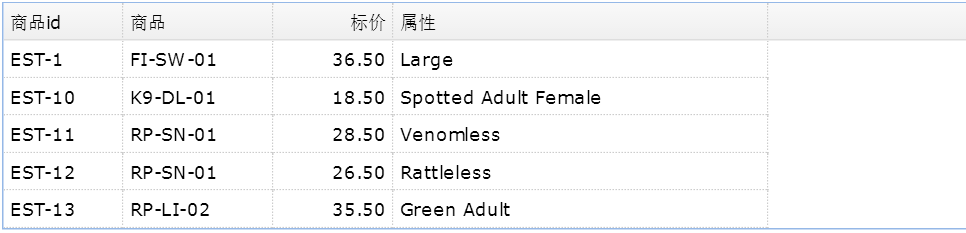 商品id 商品 标价 属性
EST-1 FI-SW-01 36.50 Large
EST-10 K9-DL-01 18.50 Spotted Adult Female
EST-11 RP-SN-01 28.50 Venomless
EST-12 RP-SN-01 26.50 Rattleless
EST-13 RP-LI-02 35.50 Green Adult